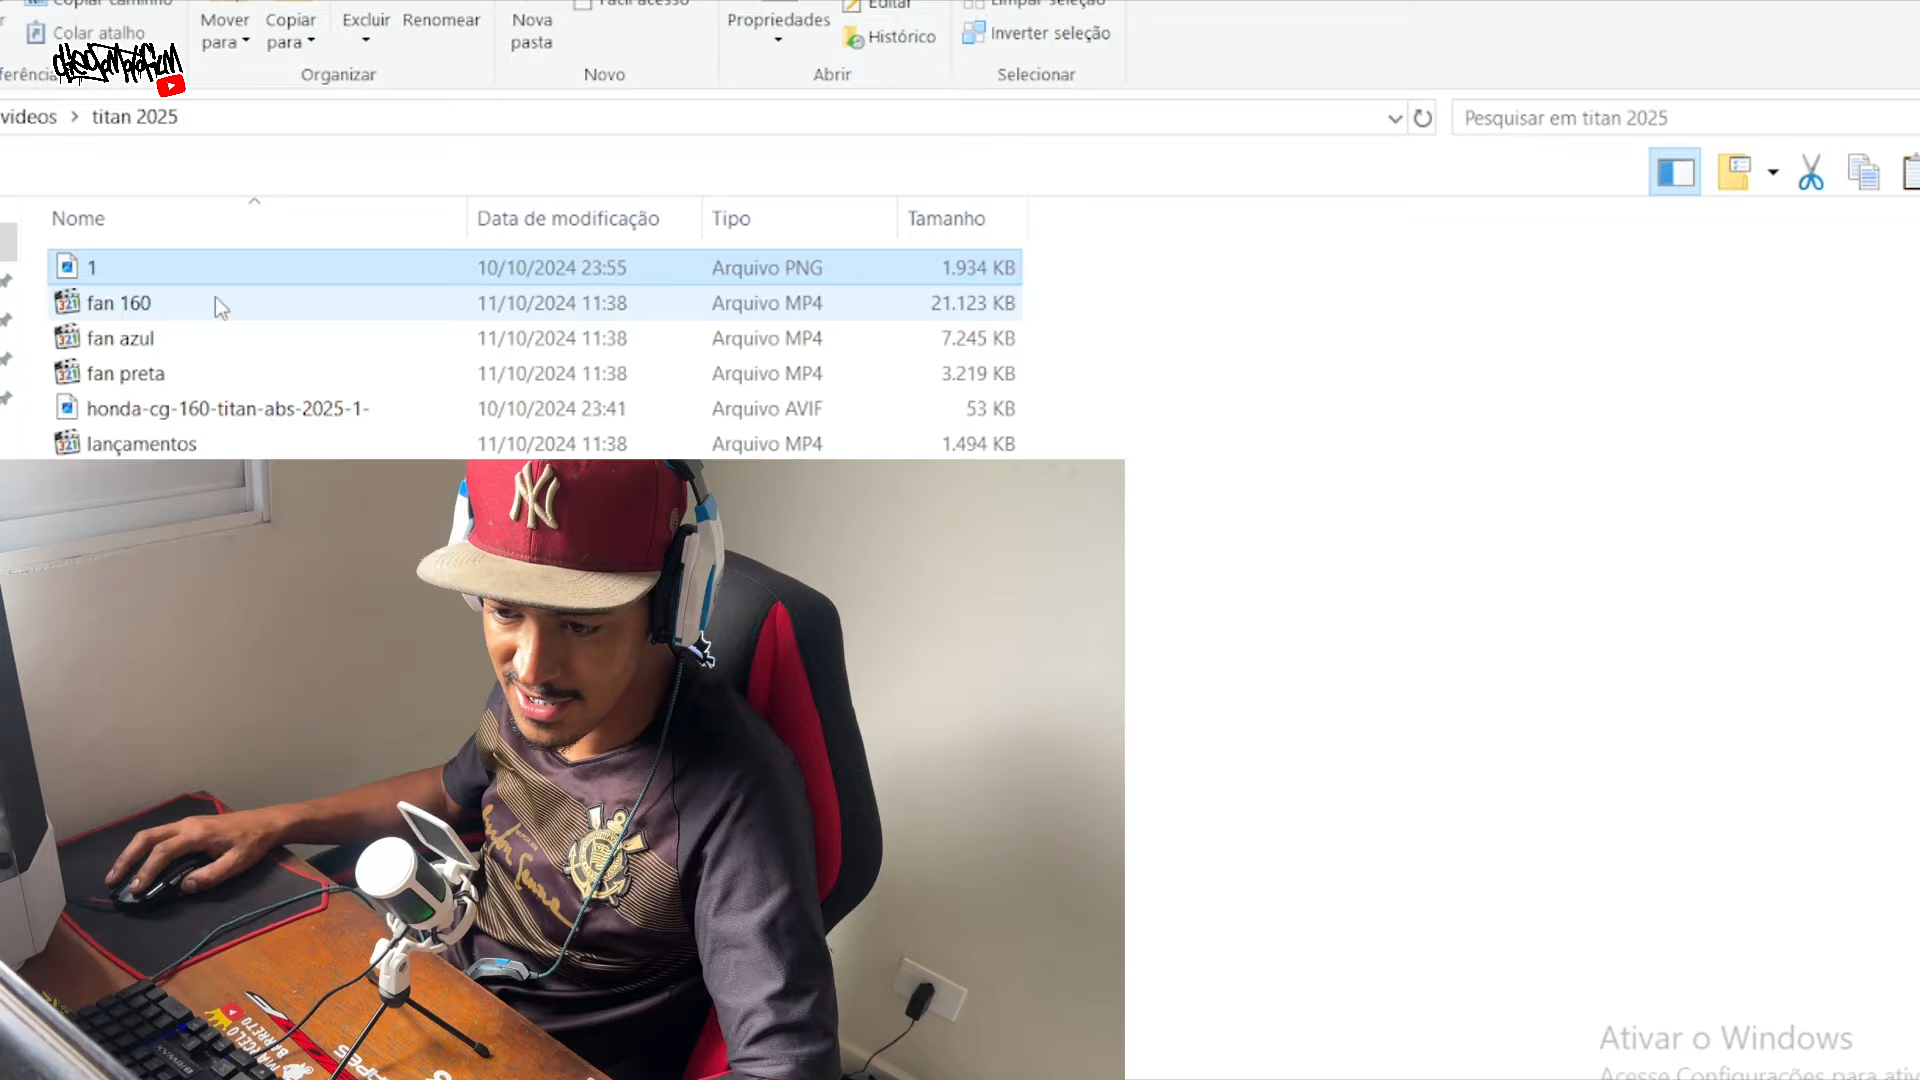 Copiar caminho
Colar atalho
Mover para
Copiar para
Excluir
Renomear
Organizar
Nova pasta
Novo
Propriedades
Editar
Histórico
Abrir
Inverter seleção
Selecionar
videos > titan 2025
Pesquisar em titan 2025
Nome Data de modificação Tipo Tamanho
1 10/10/2024 23:55 Arquivo PNG 1.934 KB
fan 160 11/10/2024 11:38 Arquivo MP4 21.123 KB
fan azul 11/10/2024 11:38 Arquivo MP4 7.245 KB
fan preta 11/10/2024 11:38 Arquivo MP4 3.219 KB
honda-cg-160-titan-abs-2025-1- 10/10/2024 23:41 Arquivo AVIF 53 KB
lançamentos 11/10/2024 11:38 Arquivo MP4 1.494 KB
NY
Ativar o Windows